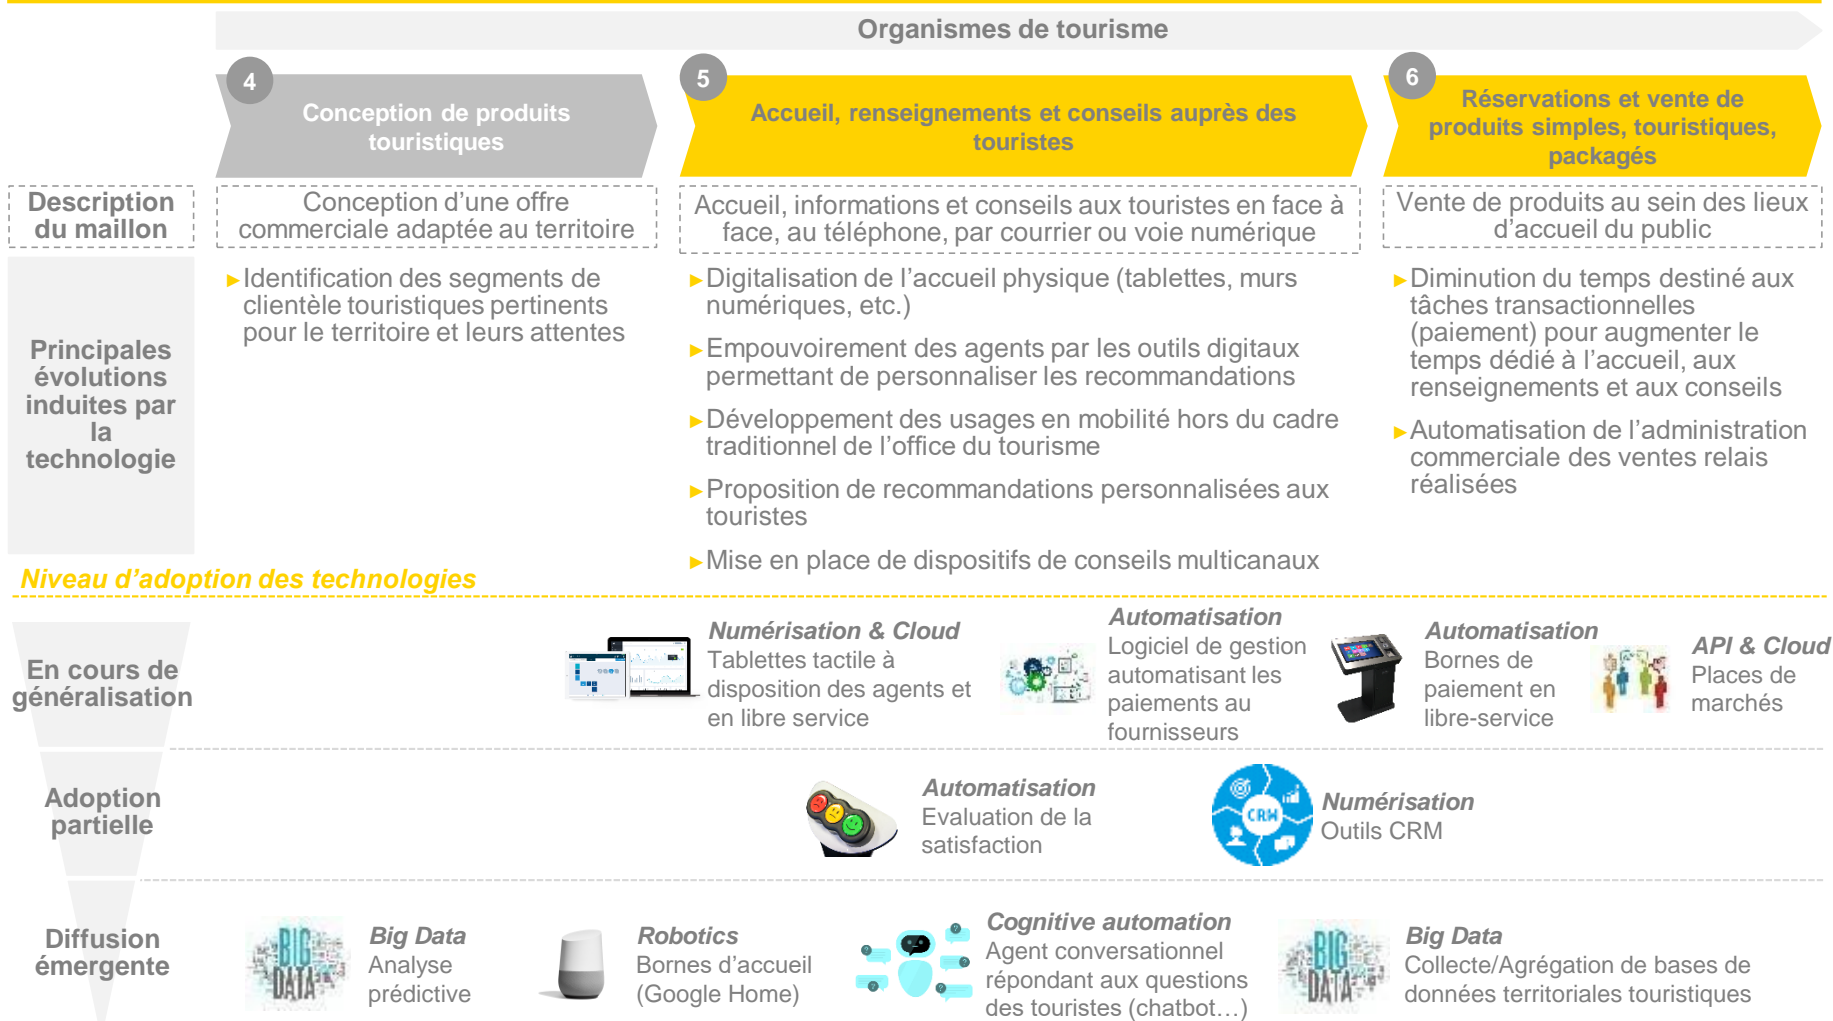 Organismes de tourisme
4
Conception de produits
touristiques
5
Accueil, renseignements et conseils auprès des
touristes
6
Réservations et vente de
produits simples, touristiques,
packagés
Description
du maillon
Conception d’une offre
commerciale adaptée au territoire
Accueil, informations et conseils aux touristes en face à
face, au téléphone, par courrier ou voie numérique
Vente de produits au sein des lieux
d’accueil du public
Principales
évolutions
induites par
la
technologie
►Identification des segments de
clientèle touristiques pertinents
pour le territoire et leurs attentes
►Digitalisation de l’accueil physique (tablettes, murs
numériques, etc.)
►Empouvoirement des agents par les outils digitaux
permettant de personnaliser les recommandations
►Développement des usages en mobilité hors du cadre
traditionnel de l’office du tourisme
►Proposition de recommandations personnalisées aux
touristes
►Mise en place de dispositifs de conseils multicanaux
►Diminution du temps destiné aux
tâches transactionnelles
(paiement) pour augmenter le
temps dédié à l’accueil, aux
renseignements et aux conseils
►Automatisation de l’administration
commerciale des ventes relais
réalisées
Niveau d’adoption des technologies
En cours de
généralisation
Numérisation & Cloud
Tablettes tactile à
disposition des agents et
en libre service
Automatisation
Logiciel de gestion
automatisant les
paiements au
fournisseurs
Automatisation
Bornes de
paiement en
libre-service
API & Cloud
Places de
marchés
Adoption
partielle
Automatisation
Evaluation de la
satisfaction
CRM
Numérisation
Outils CRM
Diffusion
émergente
BIG
DATA
Big Data
Analyse
prédictive
Robotics
Bornes d’accueil
(Google Home)
Cognitive automation
Agent conversationnel
répondant aux questions
des touristes (chatbot…)
BIG
DATA
Big Data
Collecte/Agrégation de bases de
données territoriales touristiques